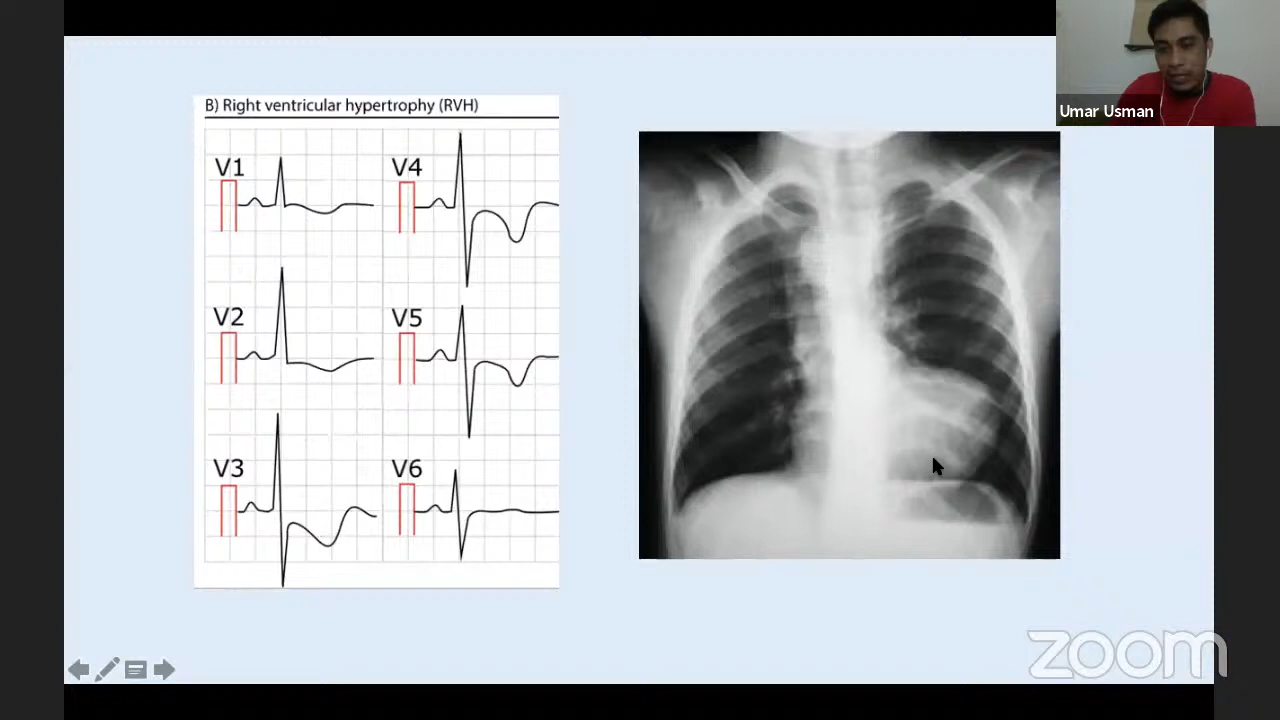 Umar Usman
B) Right ventricular hypertrophy (RVH)
V1
V4
V2
V5
V3
V6
zoom